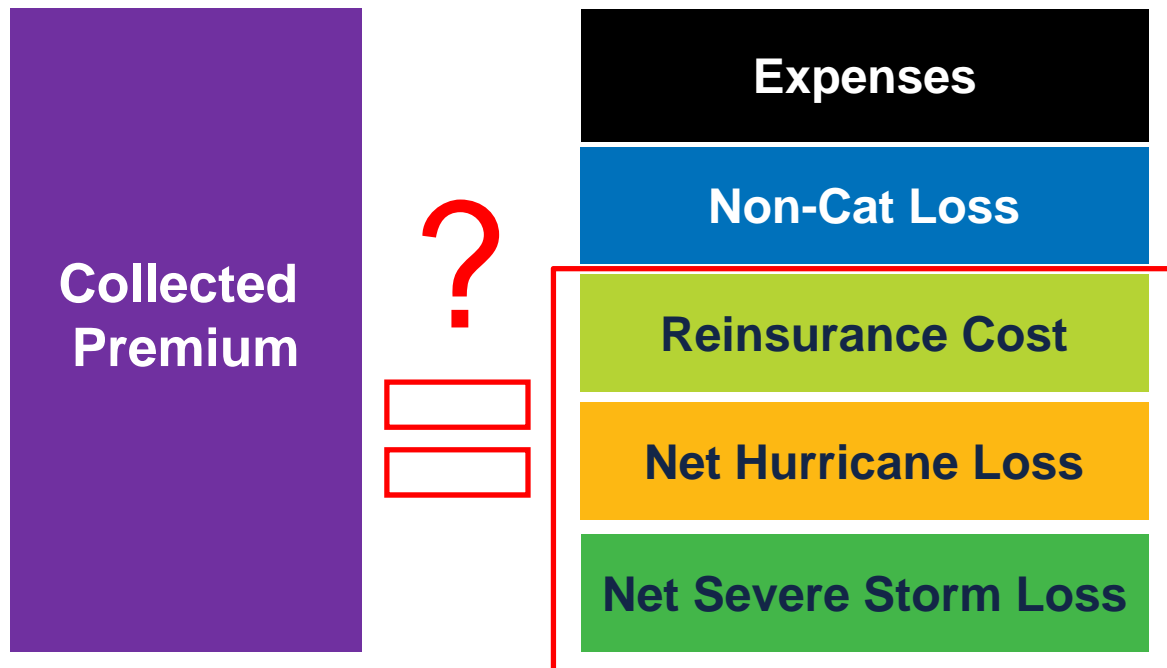 Collected
Premium
?
Expenses
Non-Cat Loss
Reinsurance Cost
Net Hurricane Loss
Net Severe Storm Loss